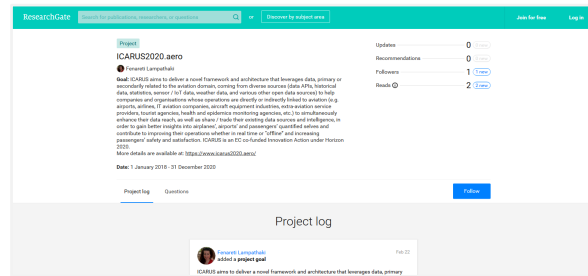 ResearchGate
Search for publications, researchers, or questions
or
Discover by subject area
Join for free
Log in
Project
ICARUS2020.aero
Fenareti Lampathaki
Goal: ICARUS aims to deliver a novel framework and architecture that leverages data, primary or
secondarily related to the aviation domain, coming from diverse sources (data APIs, historical
data, statistics, sensor / IoT data, weather data, and various other open data sources) to help
companies and organisations whose operations are directly or indirectly linked to aviation (e.g.
airports, airlines, IT aviation companies, aircraft equipment industries, extra-aviation service
providers, tourist agencies, health and epidemics monitoring agencies, etc.) to simultaneously
enhance their data reach, as well as share / trade their existing data sources and intelligence, in
order to gain better insights into airplanes', airports' and passengers' quantified selves and
contribute to improving their operations whether in real time or "offline" and increasing
passengers' safety and satisfaction. ICARUS is an EC co-funded Innovation Action under Horizon
2020.
More details are available at: https://www.icarus2020.aero/
Date: 1 January 2018 - 31 December 2020
Updates 0 0 new
Recommendations 0 0 new
Followers 1 1 new
Reads 2 2 new
Project log
Questions
Follow
Project log
Fenareti Lampathaki
added a project goal
Feb 22
ICARUS aims to deliver a novel framework and architecture that leverages data, primary